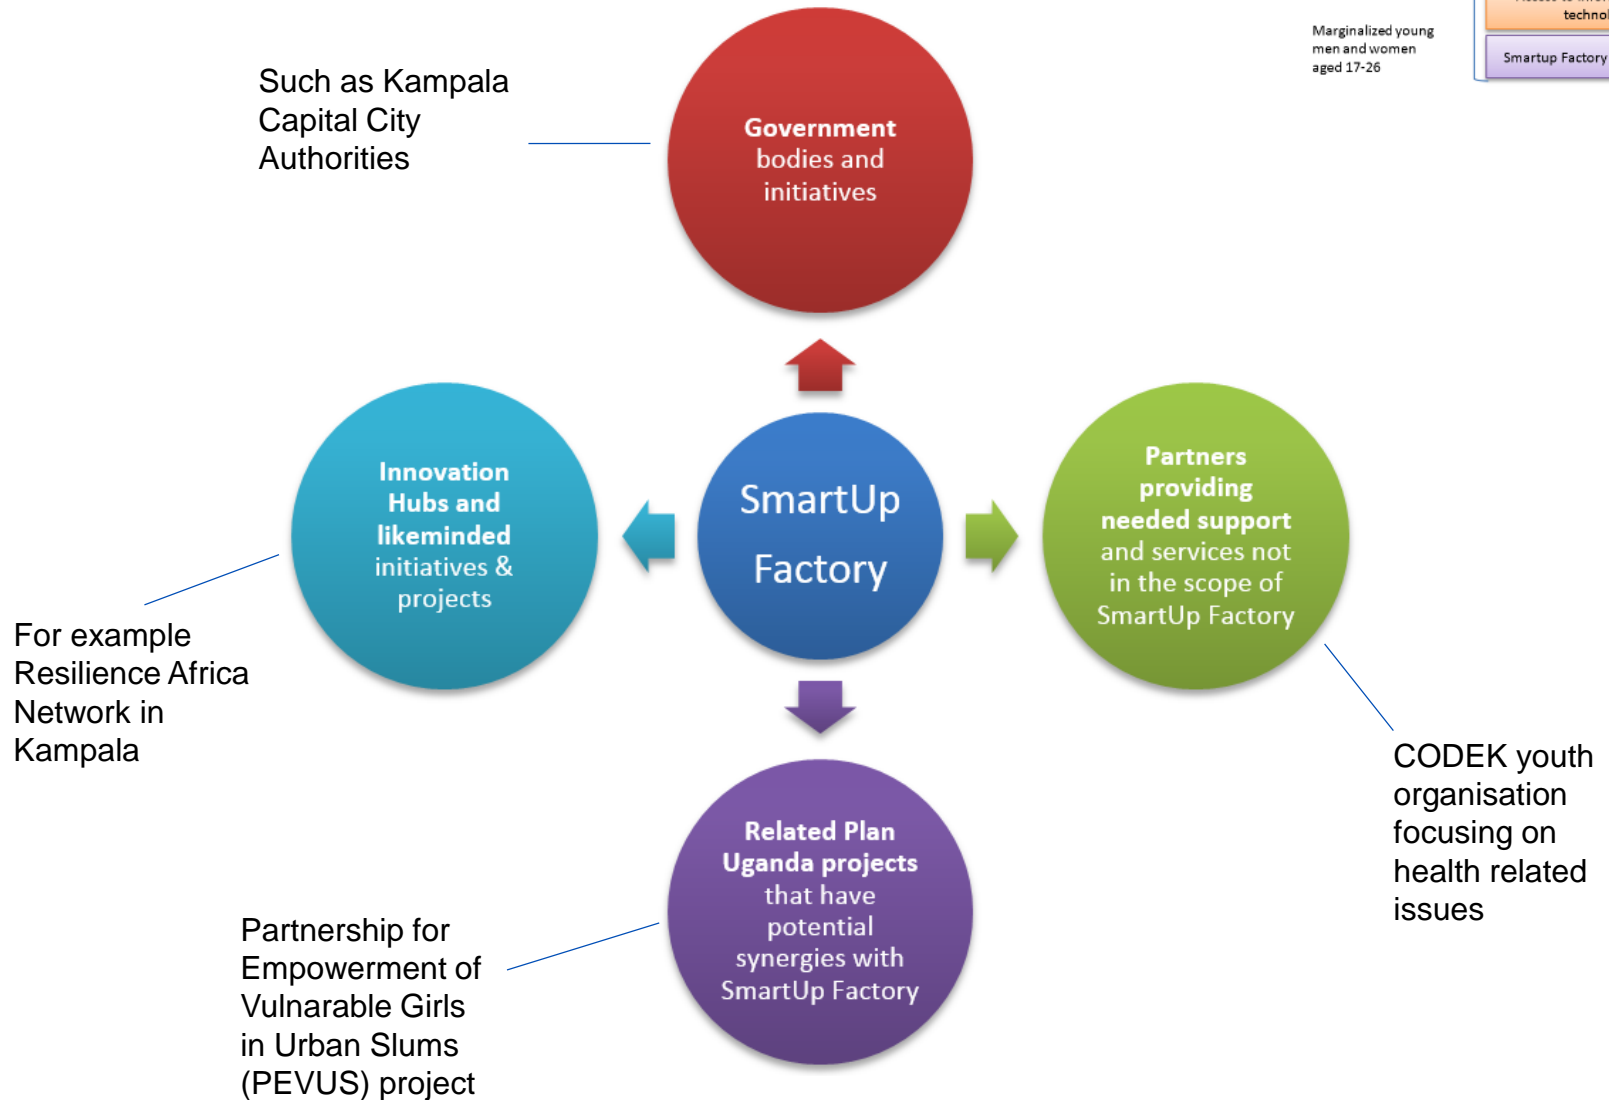 technol
Marginalized young
men and women
aged 17-26
Smartup Factory
Such as Kampala
Capital City
Authorities
Government
bodies and
initiatives
Innovation
Hubs and
likeminded
initiatives &
projects
SmartUp
Factory
Partners
providing
needed support
and services not
in the scope of
SmartUp Factory
For example
Resilience Africa
Network in
Kampala
CODEK youth
organisation
focusing on
health related
issues
Related Plan
Uganda projects
that have
potential
synergies with
SmartUp Factory
Partnership for
Empowerment of
Vulnarable Girls
in Urban Slums
(PEVUS) project